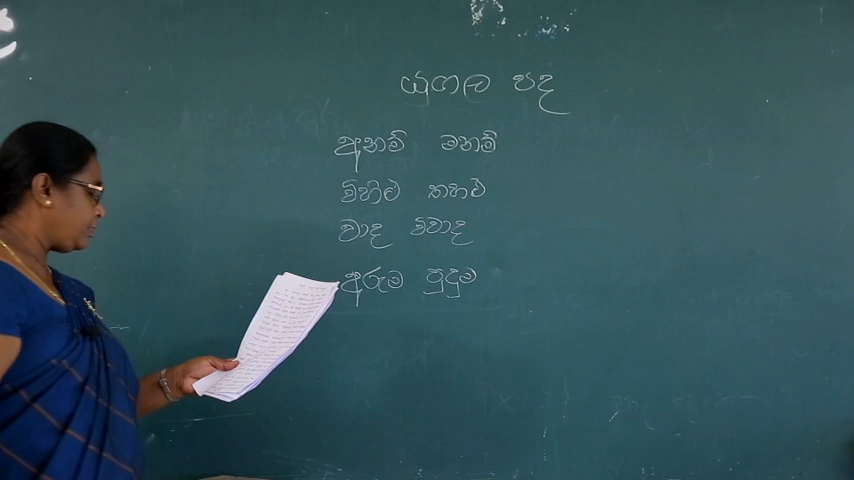 යුගල පද
අනම් මනම්
විහිළු තහළු
වාද විවාද
අරුම පුදුම